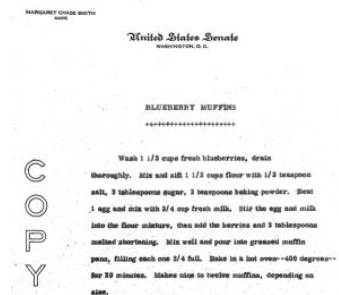 MARGARET CHASE SMITH
MAINE
United States Senate
WASHINGTON, D. C.
BLUEBERRY MUFFINS
++++++++++++++++++++++
COPY
Wash 1 1/2 cups fresh blueberries, drain
thoroughly. Mix and sift 1 1/2 cups flour with 1/2 teaspoon
salt, 3 tablespoons sugar, 3 teaspoons baking powder. Beat
1 egg and mix with 3/4 cup fresh milk. Stir the egg and milk
into the flour mixture, then add the berries and 3 tablespoons
melted shortening. Mix well and pour into greased muffin
pans, filling each one 3/4 full. Bake in a hot oven--400 degrees--
for 20 minutes. Makes nine to twelve muffins, depending on
size.